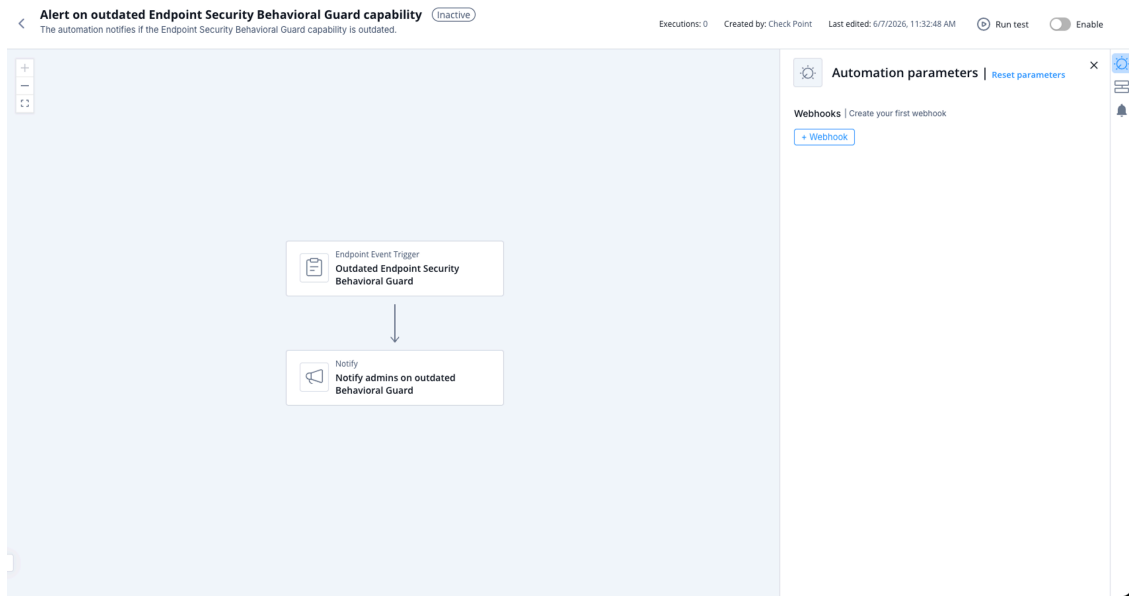 Alert on outdated Endpoint Security Behavioral Guard capability Inactive
The automation notifies if the Endpoint Security Behavioral Guard capability is outdated.
Executions: 0 Created by: Check Point Last edited: 6/7/2026, 11:32:48 AM Run test Enable
Automation parameters | Reset parameters
Webhooks | Create your first webhook
+ Webhook
Endpoint Event Trigger
Outdated Endpoint Security
Behavioral Guard
Notify
Notify admins on outdated
Behavioral Guard